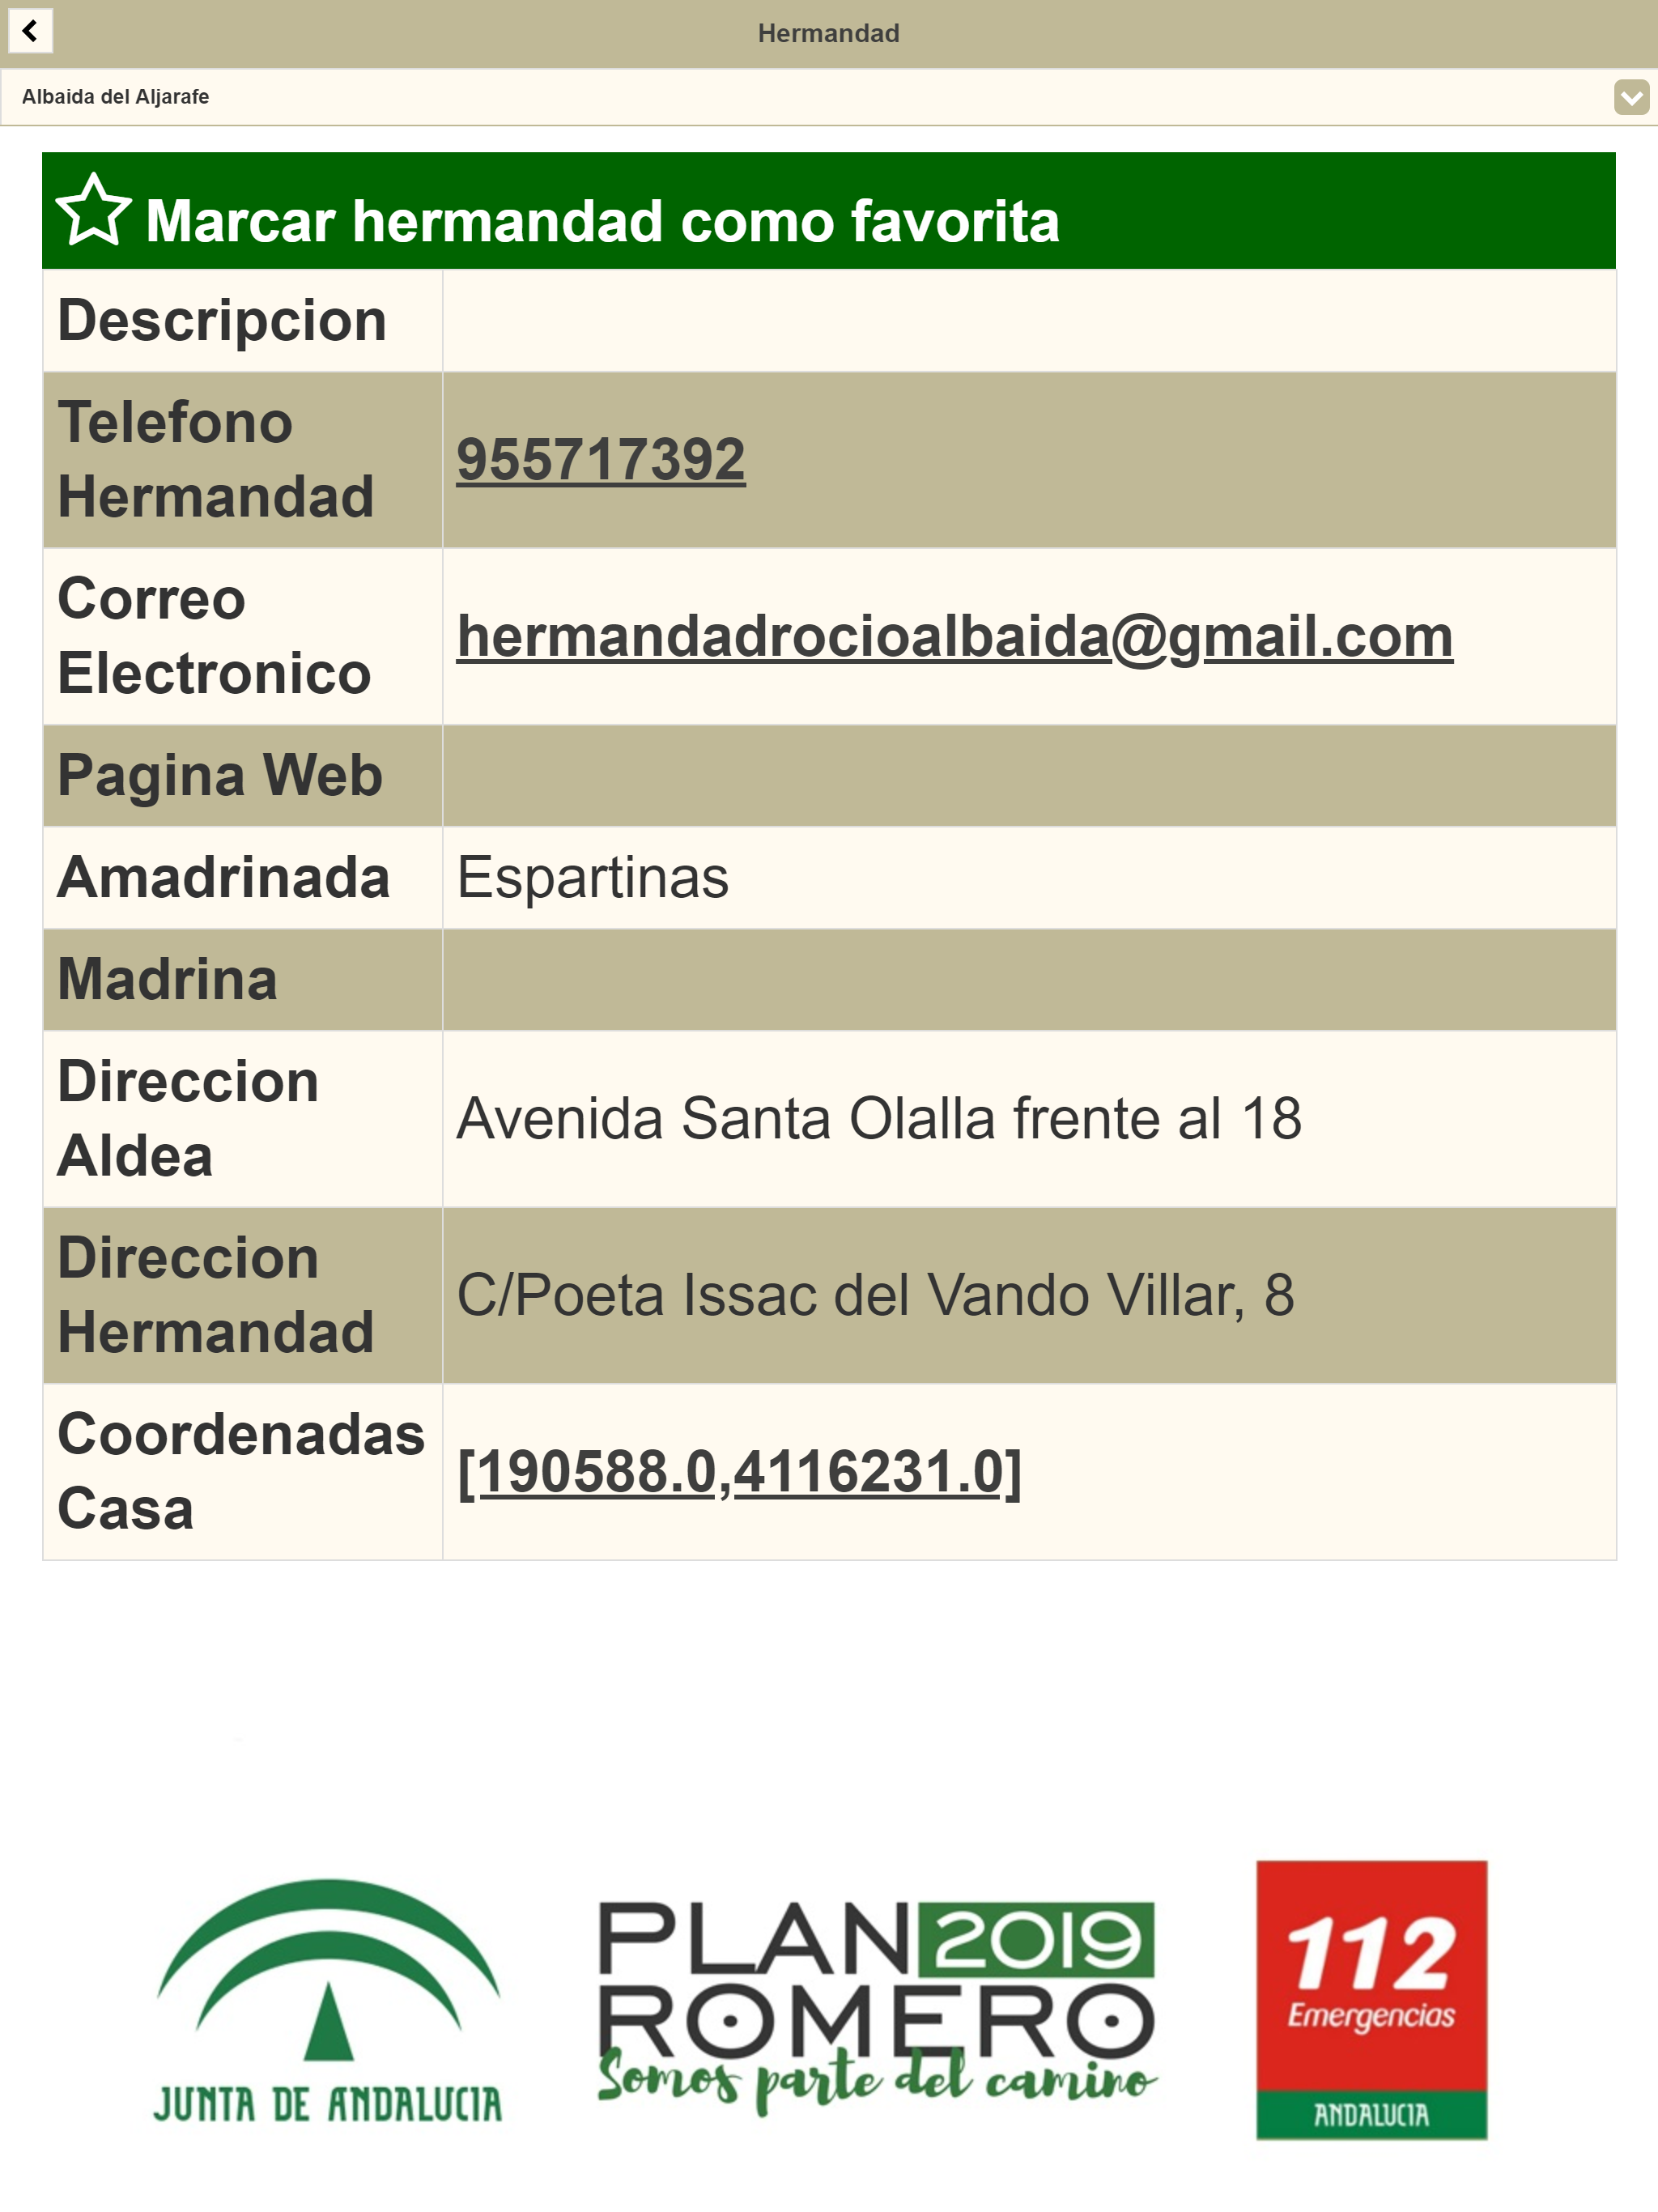 Hermandad
Albaida del Aljarafe
Marcar hermandad como favorita
Descripcion
Telefono
Hermandad
955717392
Correo
Electronico
hermandadrocioalbaida@gmail.com
Pagina Web
Amadrinada
Espartinas
Madrina
Direccion
Aldea
Avenida Santa Olalla frente al 18
Direccion
Hermandad
C/Poeta Issac del Vando Villar, 8
Coordenadas
Casa
[190588.0,4116231.0]
JUNTA DE ANDALUCIA
PLAN 2019
ROMERO
Somos parte del camino
112
Emergencias
ANDALUCIA